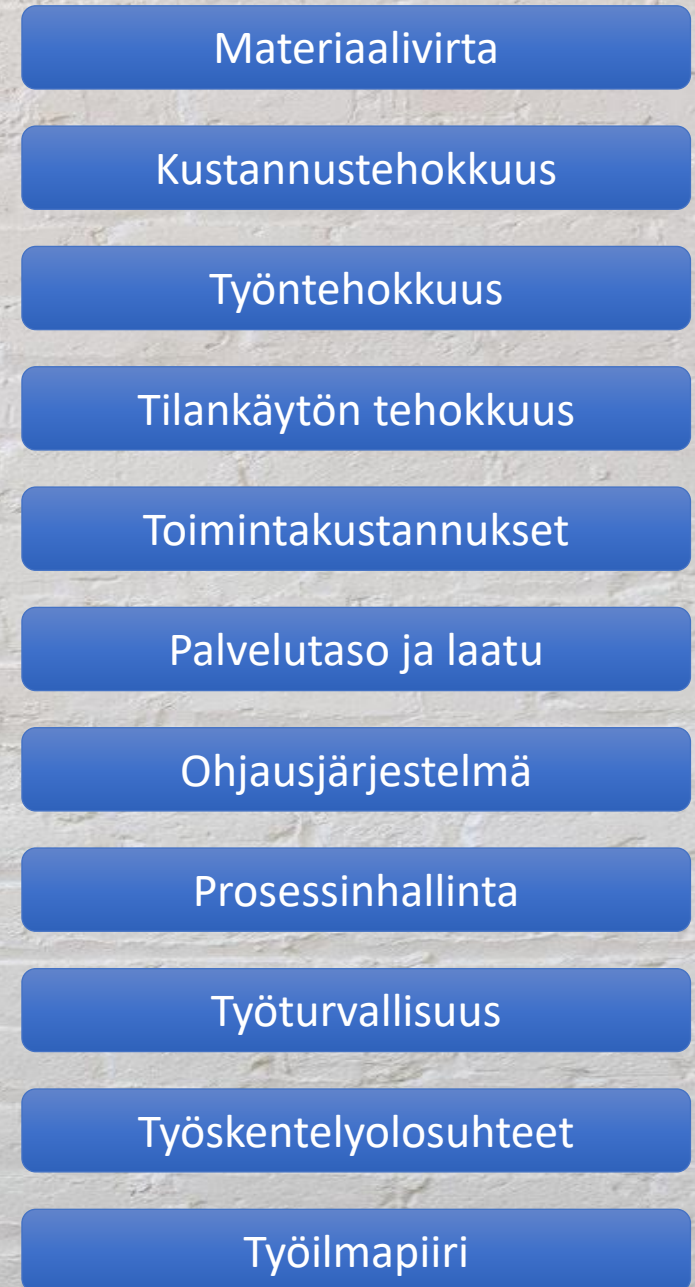 Materiaalivirta
Kustannustehokkuus
Työntehokkuus
Tilankäytön tehokkuus
Toimintakustannukset
Palvelutaso ja laatu
Ohjausjärjestelmä
Prosessinhallinta
Työturvallisuus
Työskentelyolosuhteet
Työilmapiiri